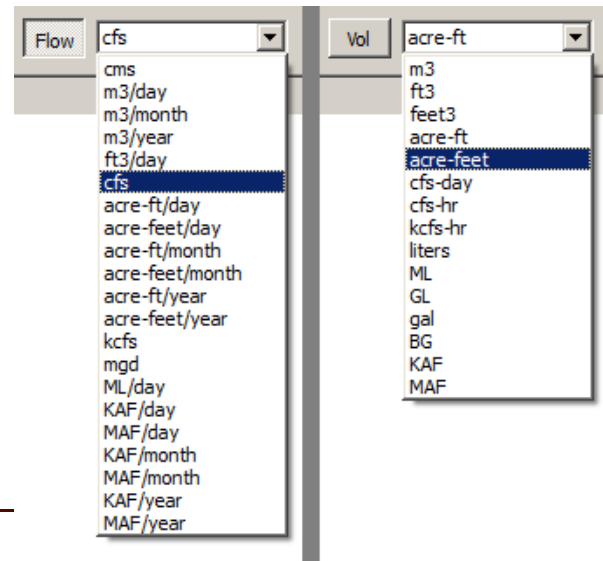 Flow cfs
cms
m3/day
m3/month
m3/year
ft3/day
cfs
acre-ft/day
acre-feet/day
acre-ft/month
acre-feet/month
acre-ft/year
acre-feet/year
kcfs
mgd
ML/day
KAF/day
MAF/day
KAF/month
MAF/month
KAF/year
MAF/year
Vol acre-ft
m3
ft3
feet3
acre-ft
acre-feet
cfs-day
cfs-hr
kcfs-hr
liters
ML
GL
gal
BG
KAF
MAF